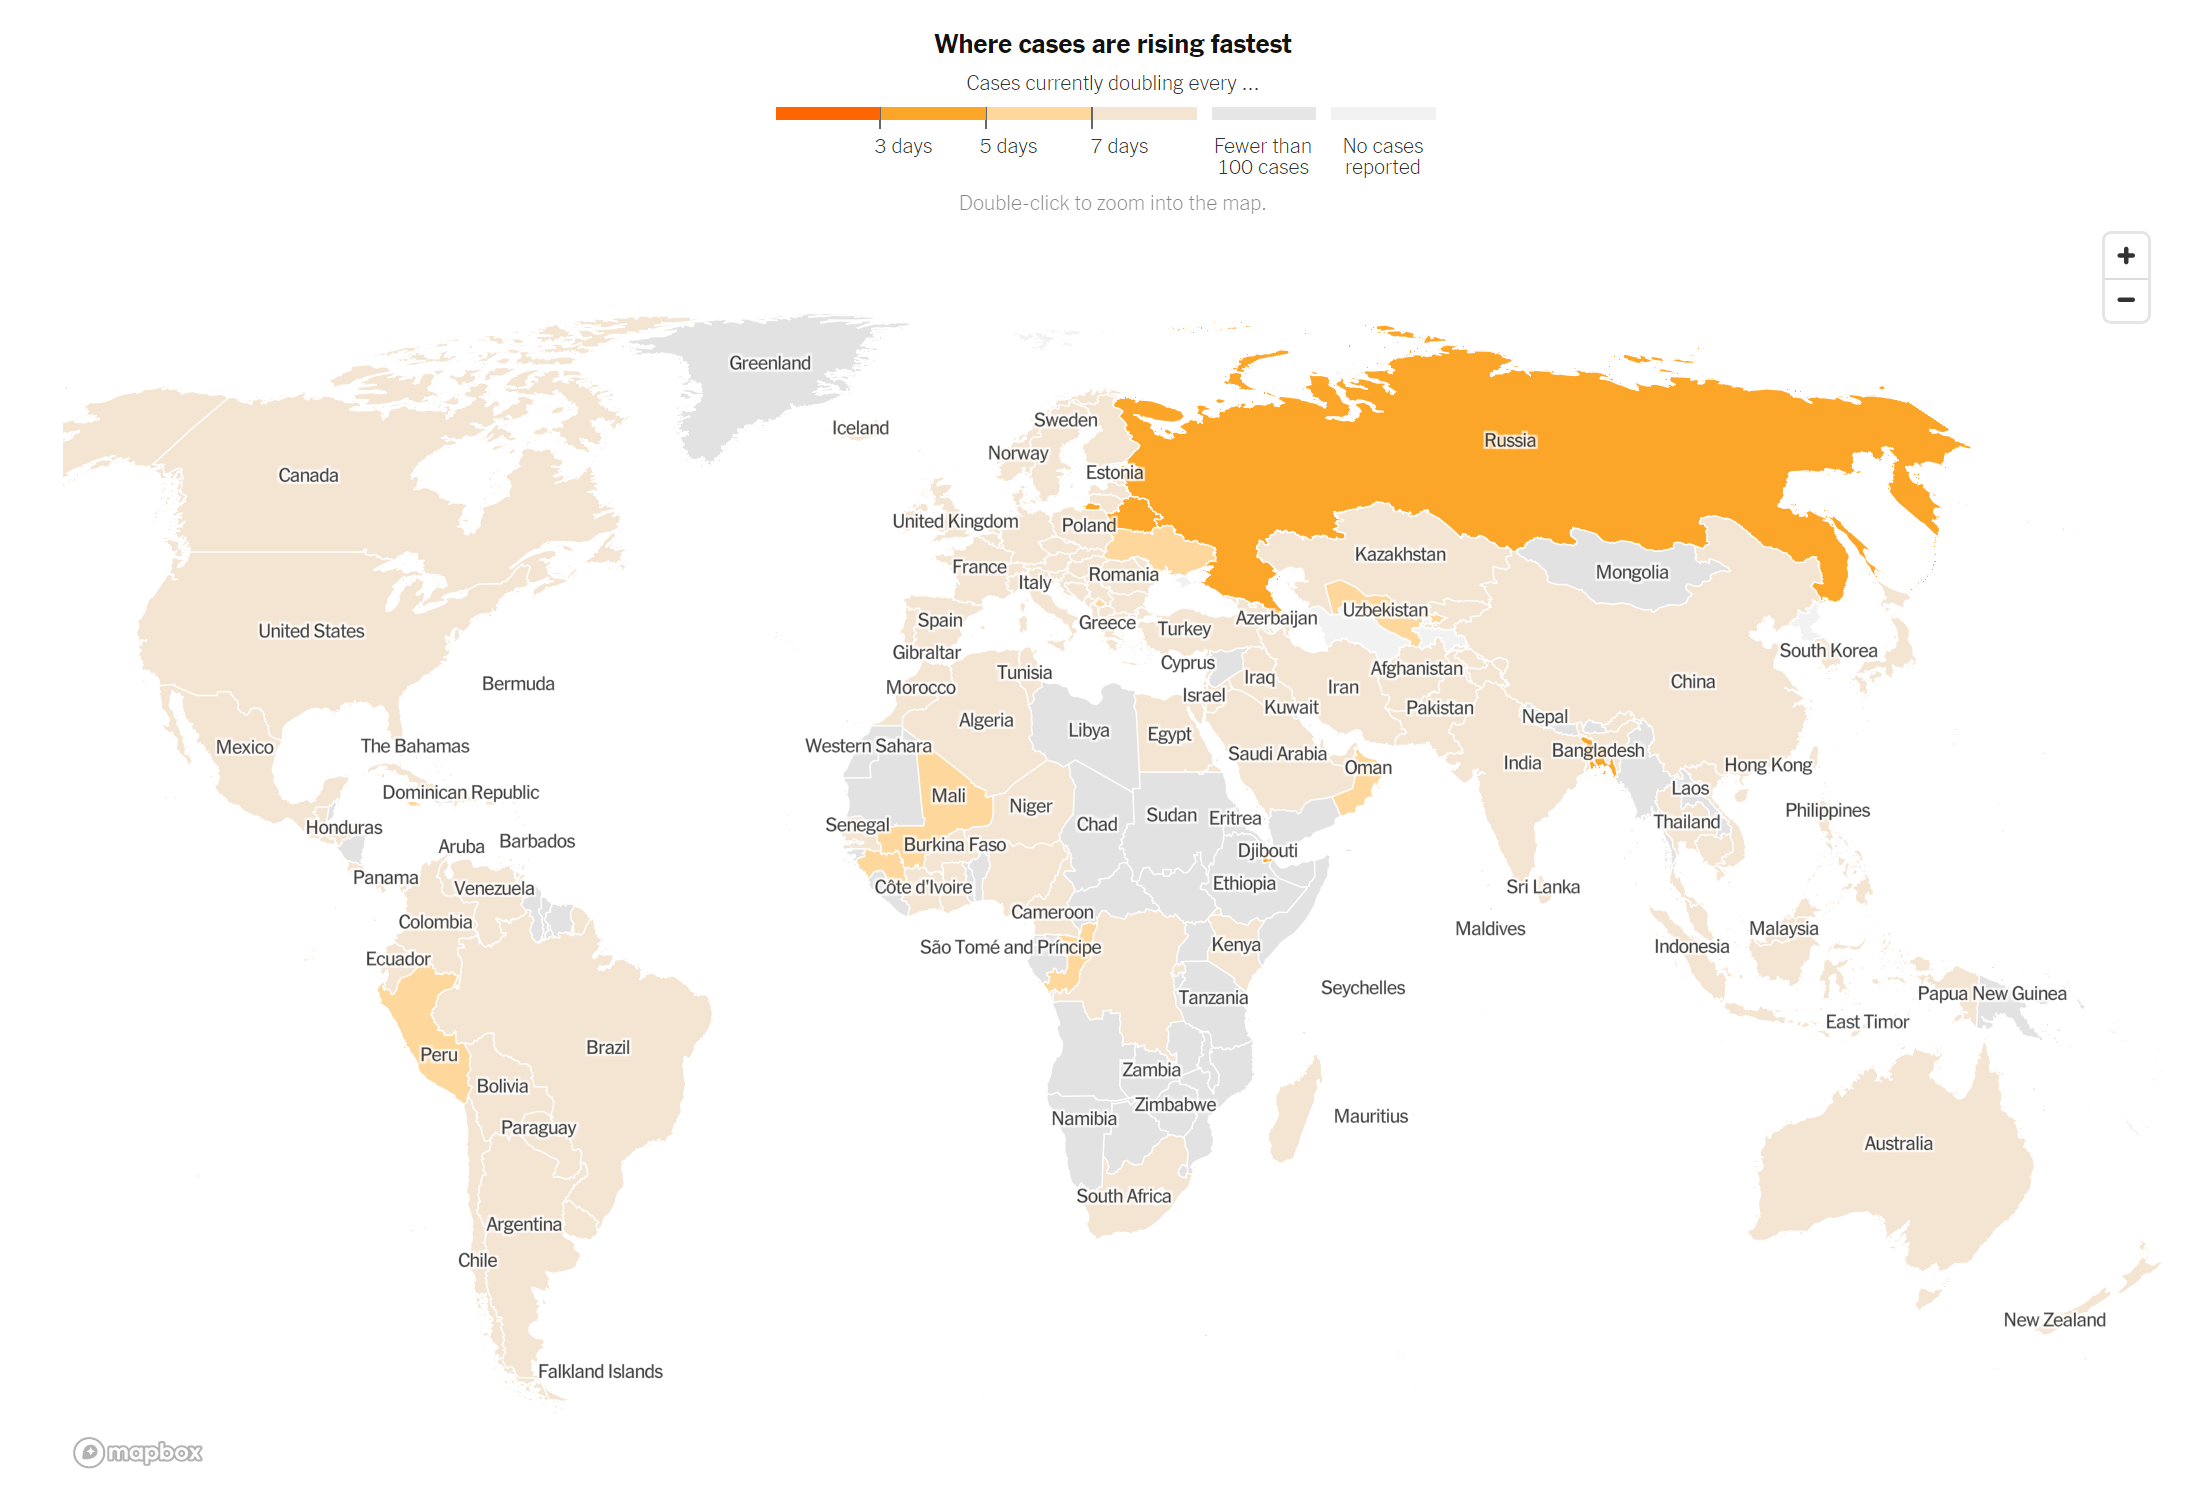 Where cases are rising fastest
Cases currently doubling every ...
3 days 5 days 7 days Fewer than 100 cases No cases reported
Double-click to zoom into the map.
+
−
Greenland
Sweden
Iceland
Russia
Norway
Canada
Estonia
United Kingdom
Poland
Kazakhstan
France
Italy
Romania
Mongolia
Uzbekistan
Spain
Greece
Azerbaijan
Turkey
United States
Gibraltar
South Korea
Cyprus
Tunisia
Afghanistan
Iraq
Bermuda
Morocco
Israel
Iran
China
Kuwait
Pakistan
Algeria
Nepal
Libya
Egypt
Mexico
The Bahamas
Western Sahara
Saudi Arabia
Bangladesh
India
Oman
Hong Kong
Dominican Republic
Mali
Laos
Niger
Philippines
Sudan
Eritrea
Chad
Senegal
Thailand
Honduras
Aruba
Barbados
Burkina Faso
Djibouti
Panama
Venezuela
Côte d'Ivoire
Ethiopia
Sri Lanka
Colombia
Cameroon
Maldives
Malaysia
São Tomé and Príncipe
Kenya
Indonesia
Ecuador
Seychelles
Tanzania
Papua New Guinea
East Timor
Peru
Brazil
Zambia
Bolivia
Zimbabwe
Namibia
Mauritius
Paraguay
Australia
South Africa
Argentina
Chile
New Zealand
Falkland Islands
mapbox